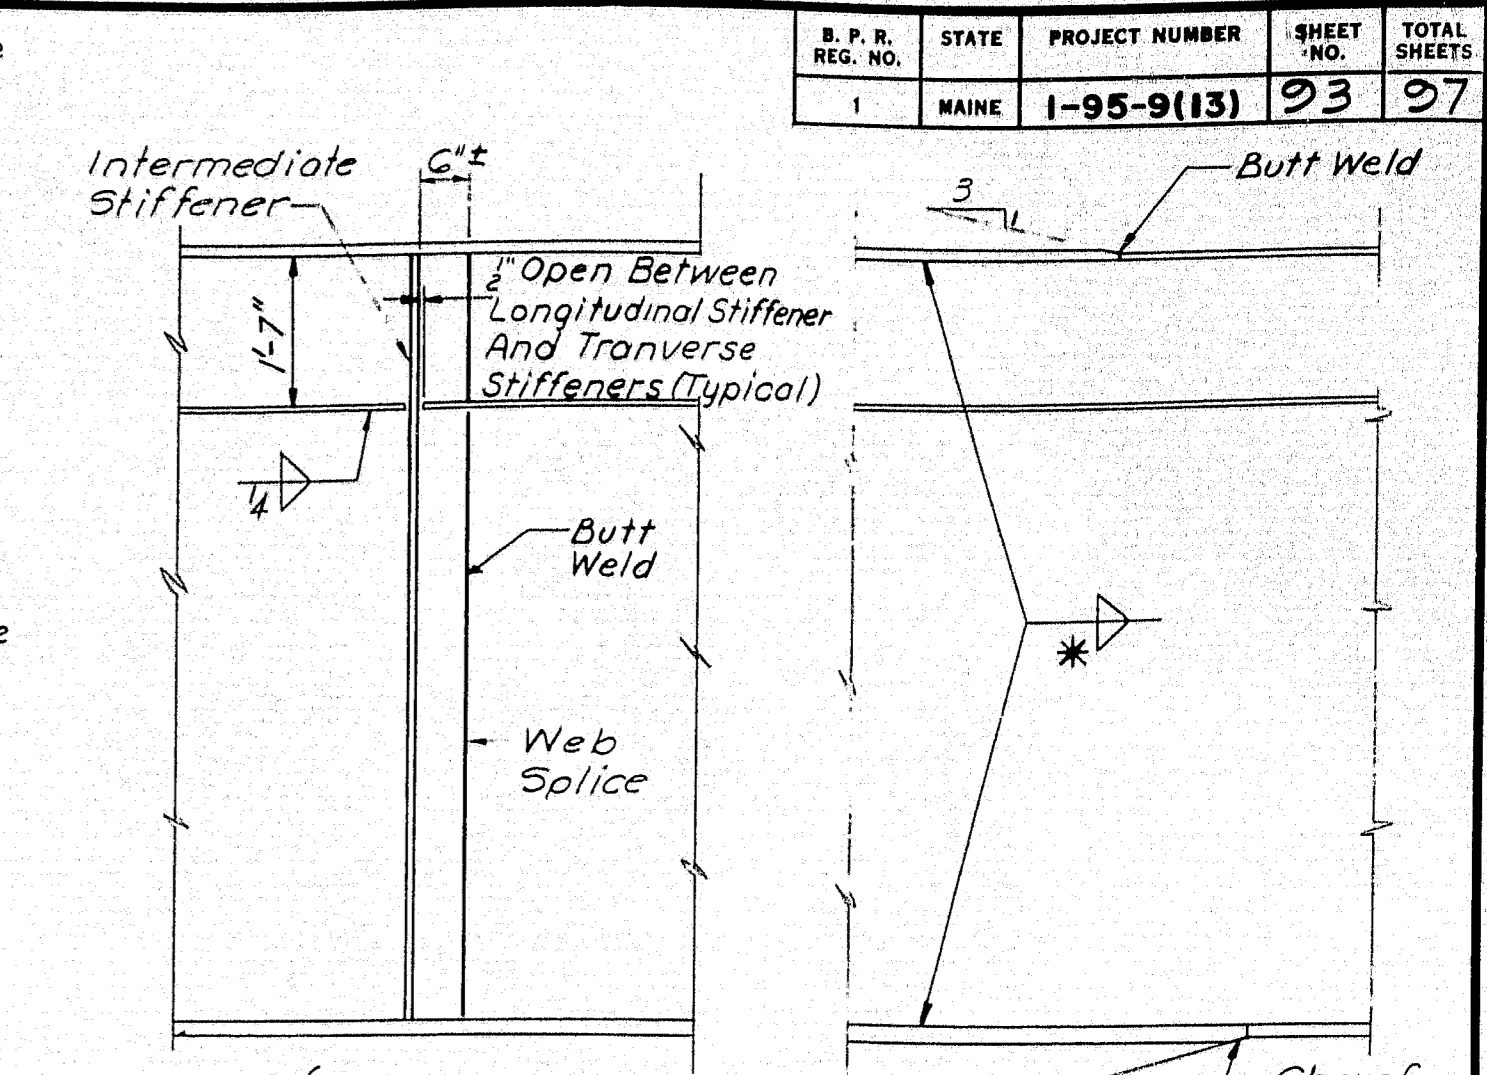 B. P. R. REG. NO. STATE PROJECT NUMBER SHEET NO. TOTAL SHEETS
1 MAINE I-95-9(13) 93 97
Intermediate
Stiffener
6"±
3
1
Butt Weld
1'-7"
1/2" Open Between
Longitudinal Stiffener
And Tranverse
Stiffeners (Typical)
1/4
Butt
Weld
*
Web
Splice